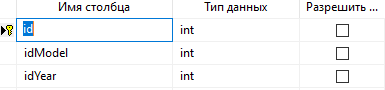 Имя столбца Тип данных Разрешить ...
id int
idModel int
idYear int